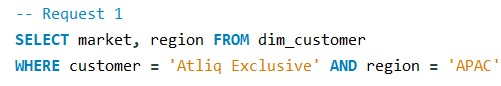 -- Request 1
SELECT market, region FROM dim_customer
WHERE customer = 'Atliq Exclusive' AND region = 'APAC'